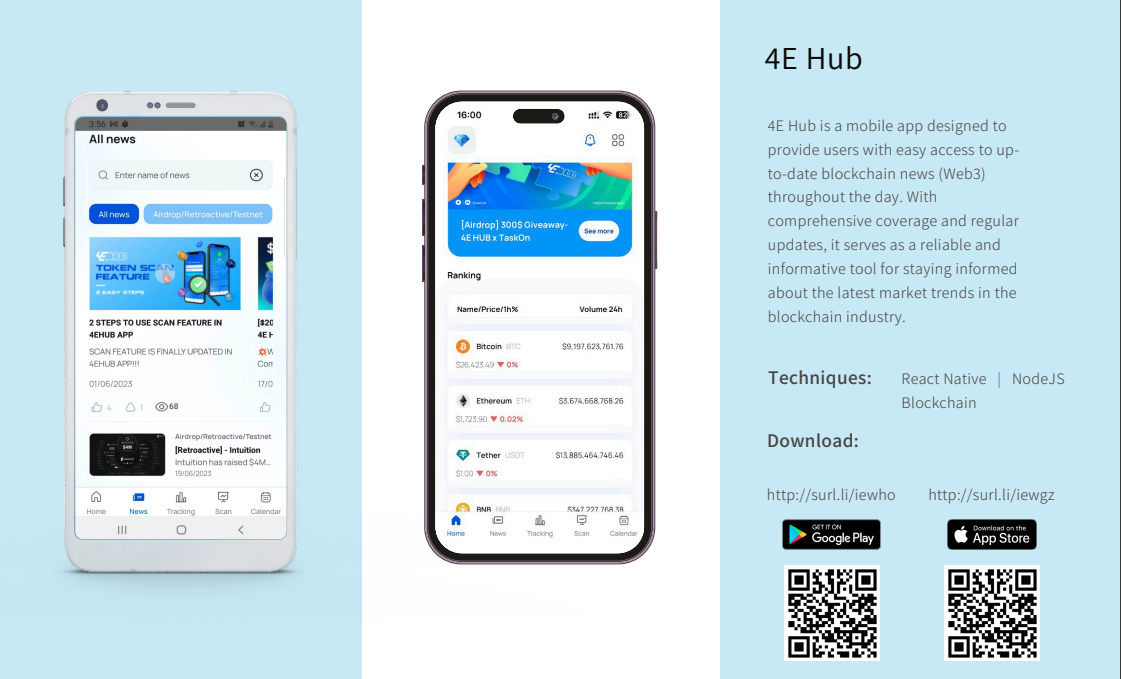 3:56
All news
Enter name of news
All news
Airdrop/Retroactive/Testnet
4E HUB
TOKEN SCAN
FEATURE
2 EASY STEPS
2 STEPS TO USE SCAN FEATURE IN
4EHUB APP
SCAN FEATURE IS FINALLY UPDATED IN
4EHUB APP!!!
01/06/2023
4
1
68
[$20
4E H
W
Com
17/0
Airdrop/Retroactive/Testnet
[Retroactive] - Intuition
Intuition has raised $4M...
19/06/2023
$4M
Home
News
Tracking
Scan
Calendar
16:00
82
4E HUB
[Airdrop] 300$ Giveaway-
4E HUB x TaskOn
See more
Ranking
Name/Price/1h%
Volume 24h
Bitcoin BTC
$9,197,623,761.76
$26,423.49 ▼ 0%
Ethereum ETH
$3,674,668,768.26
$1,723.90 ▼ 0.02%
Tether USDT
$13,885,464,746.46
$1.00 ▼ 0%
BNB BNB
$347,227,768.38
Home
News
Tracking
Scan
Calendar
4E Hub
4E Hub is a mobile app designed to
provide users with easy access to up-
to-date blockchain news (Web3)
throughout the day. With
comprehensive coverage and regular
updates, it serves as a reliable and
informative tool for staying informed
about the latest market trends in the
blockchain industry.
Techniques:
React Native | NodeJS
Blockchain
Download:
http://surl.li/iewho
http://surl.li/iewgz
GET IT ON
Google Play
Download on the
App Store